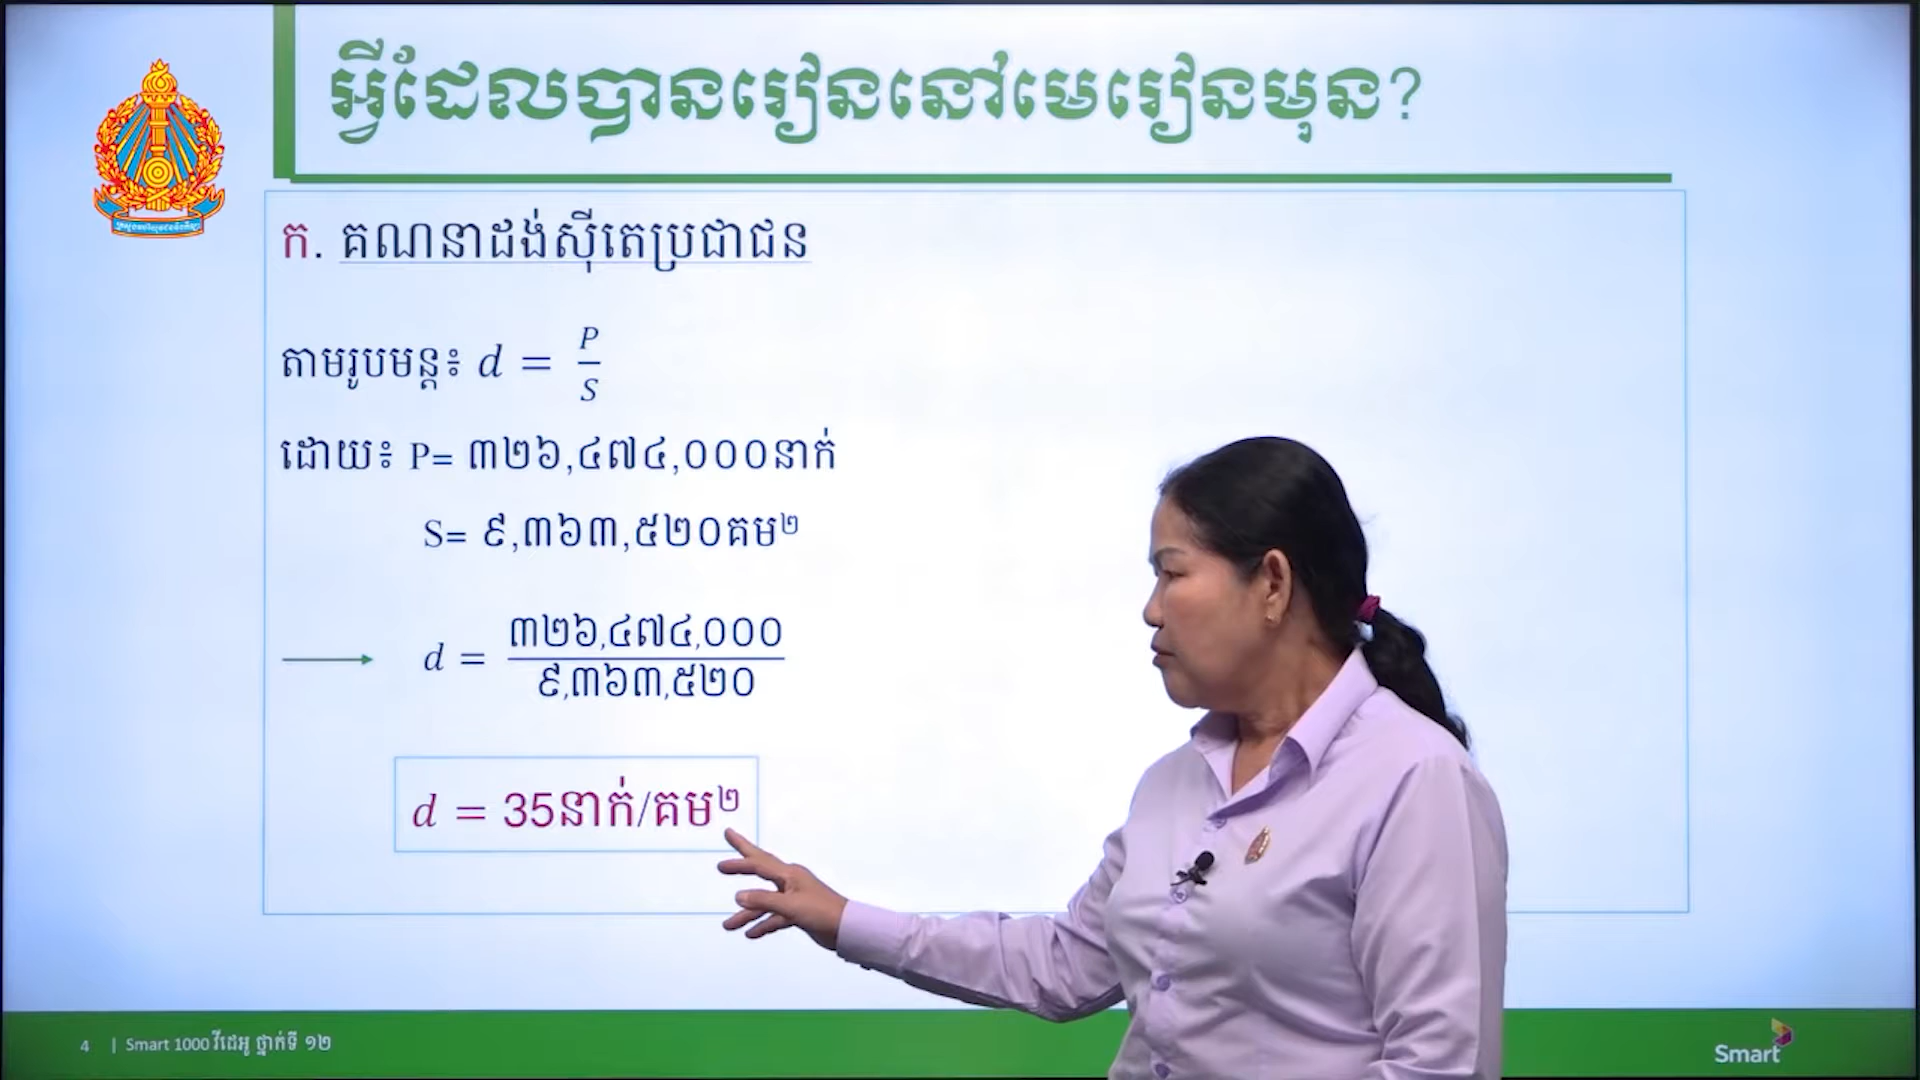 អ្វីដែលបានរៀននៅមេរៀនមុន?
ក. គណនាដង់ស៊ីតេប្រជាជន
តាមរូបមន្ត៖ d = P/S
ដោយ៖ P= ៣២៦,៤៧៤,០០០នាក់
S= ៩,៣៦៣,៥២០គម²
d = ៣២៦,៤៧៤,០០០/៩,៣៦៣,៥២០
d = 35នាក់/គម²
4 | Smart 1000 វីដេអូ ថ្នាក់ទី ១២
Smart